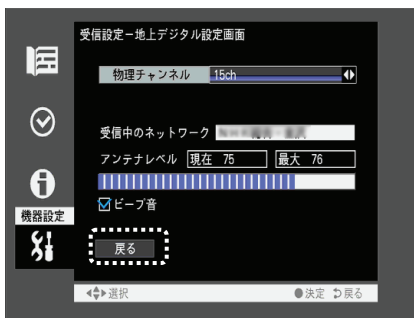 受信設定－地上デジタル設定画面
物理チャンネル 15ch
受信中のネットワーク
アンテナレベル 現在 75 最大 76
ビープ音
機器設定
戻る
選択 決定 戻る